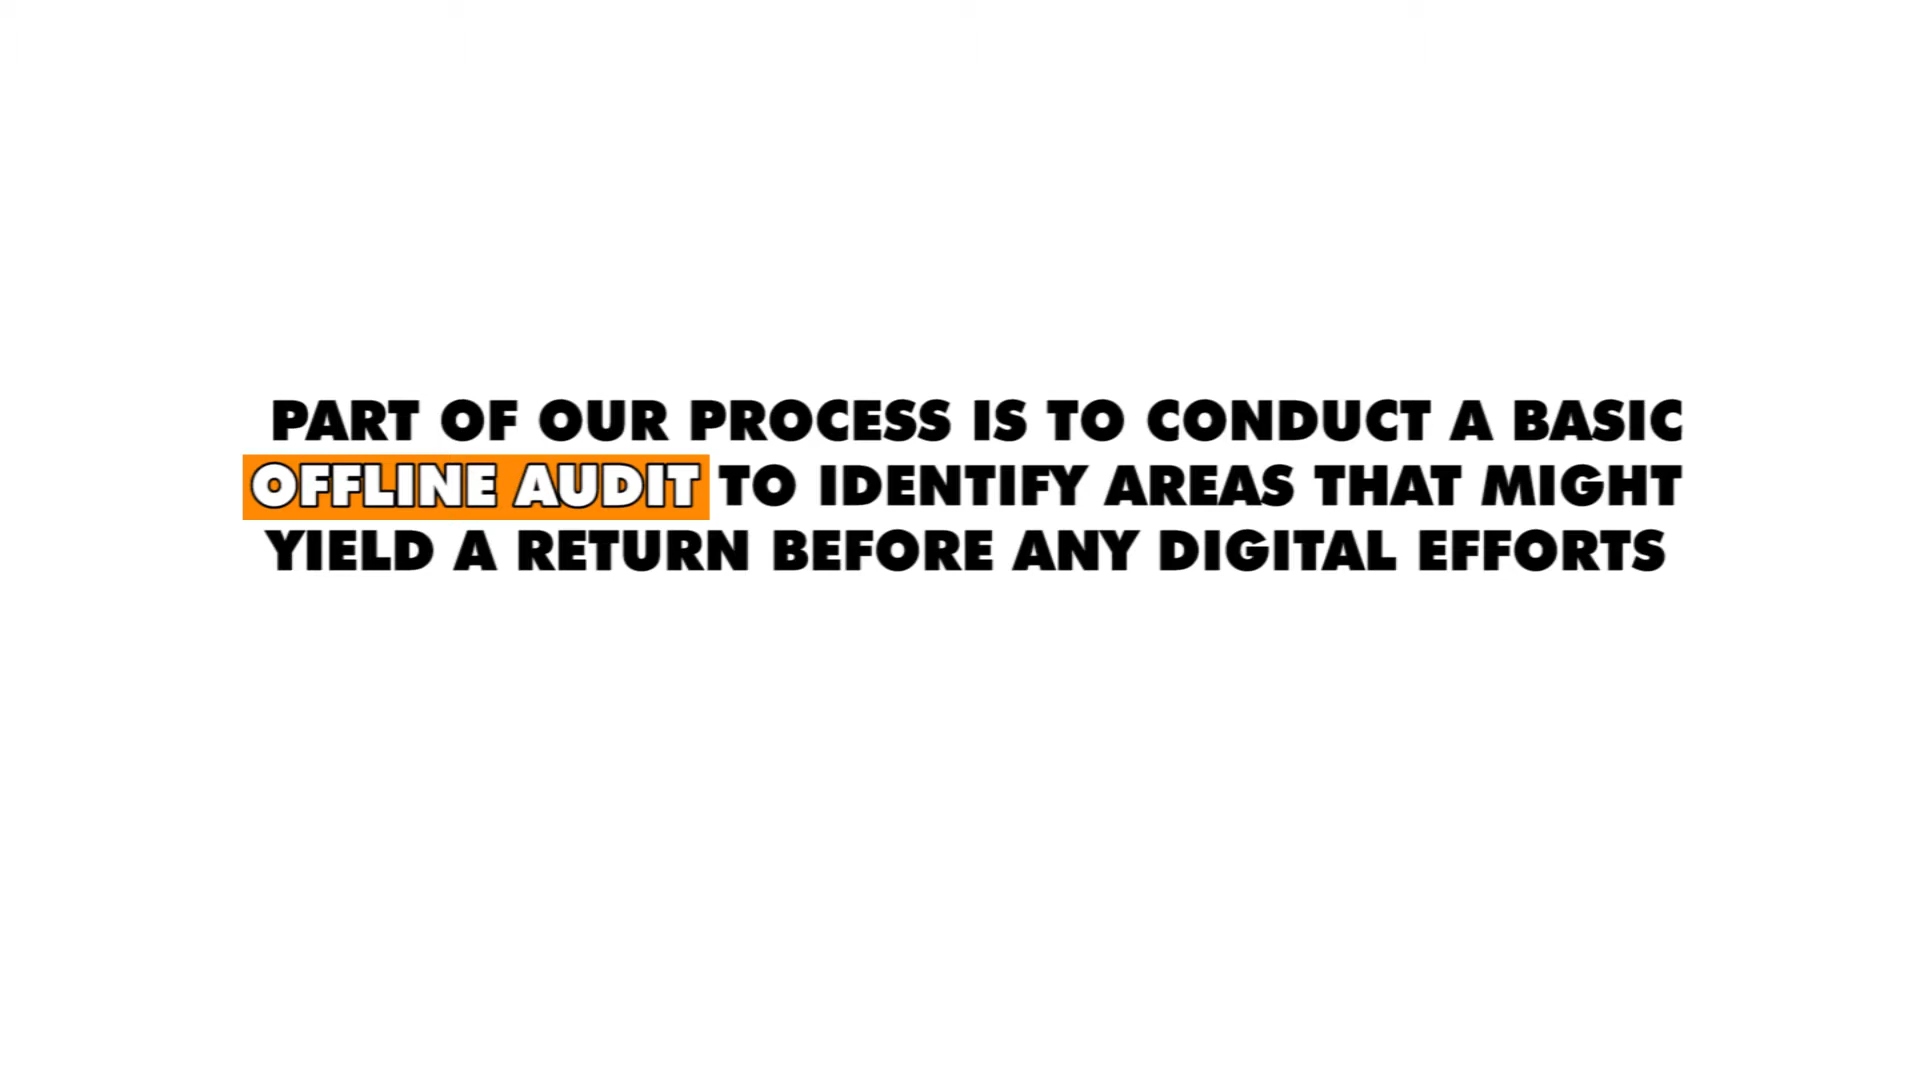 PART OF OUR PROCESS IS TO CONDUCT A BASIC
OFFLINE AUDIT TO IDENTIFY AREAS THAT MIGHT
YIELD A RETURN BEFORE ANY DIGITAL EFFORTS